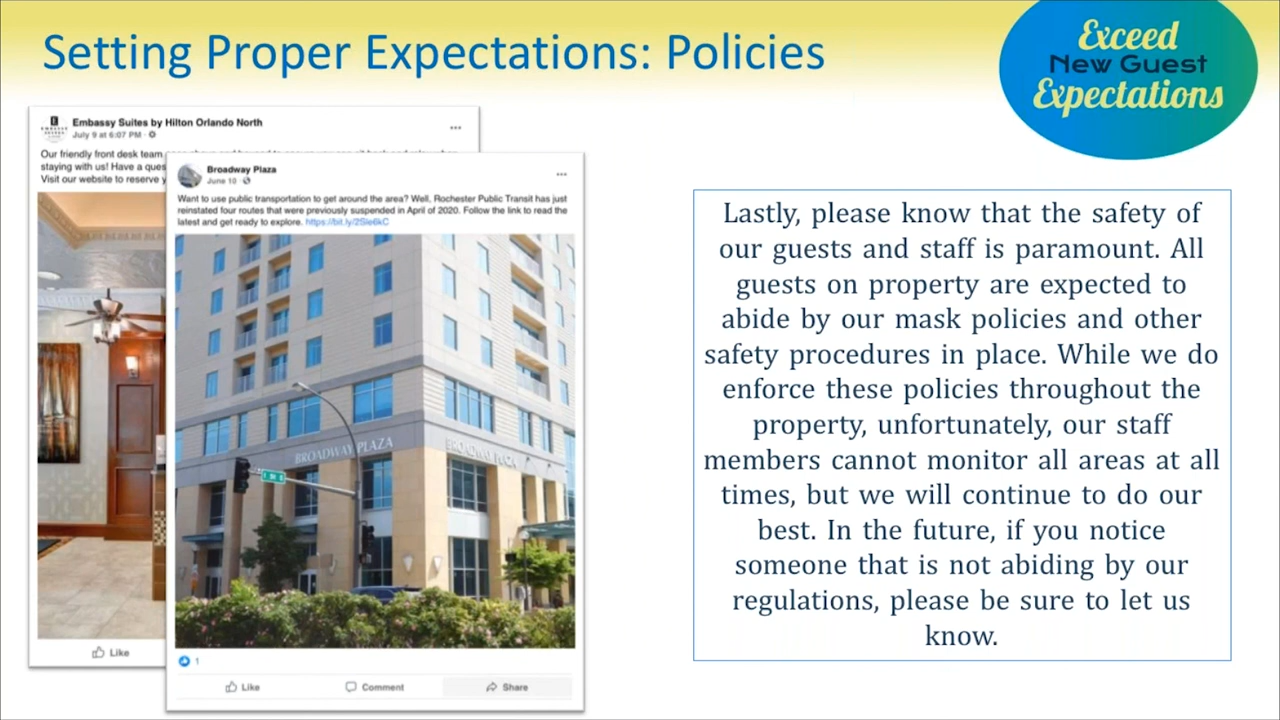 Setting Proper Expectations: Policies
Exceed
New Guest
Expectations
Embassy Suites by Hilton Orlando North
July 9 at 6:07 PM ·
Our friendly front desk team
staying with us! Have a ques
Visit our website to reserve y
Like
Broadway Plaza
June 10 ·
Want to use public transportation to get around the area? Well, Rochester Public Transit has just
reinstated four routes that were previously suspended in April of 2020. Follow the link to read the
latest and get ready to explore. https://bit.ly/2Sle6kC
BROADWAY PLAZA
BROADWAY PLAZA
1
Like
Comment
Share
Lastly, please know that the safety of
our guests and staff is paramount. All
guests on property are expected to
abide by our mask policies and other
safety procedures in place. While we do
enforce these policies throughout the
property, unfortunately, our staff
members cannot monitor all areas at all
times, but we will continue to do our
best. In the future, if you notice
someone that is not abiding by our
regulations, please be sure to let us
know.